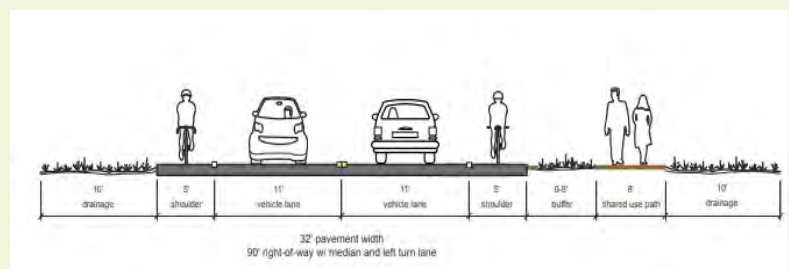 16' 5' 11' 11' 5' 0-8' 8' 10'
drainage shoulder vehicle lane vehicle lane shoulder buffer shared use path drainage
32' pavement width
90' right-of-way w/ median and left turn lane